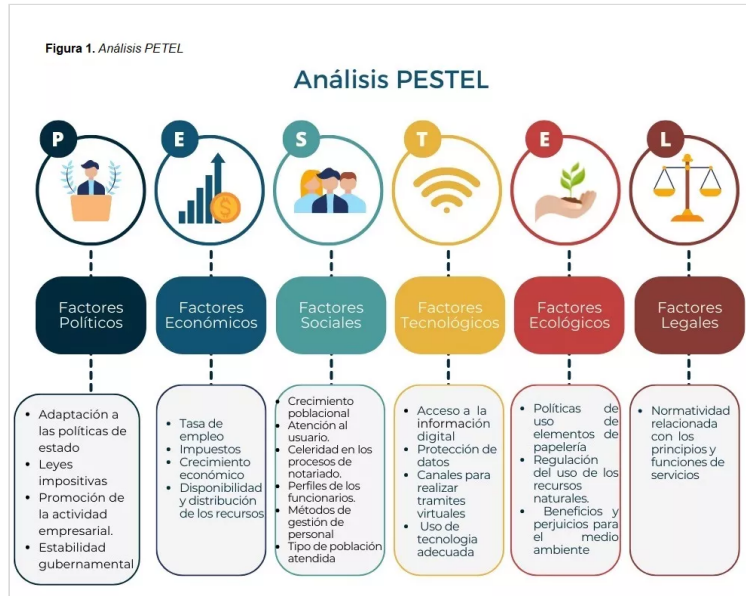 Figura 1. Análisis PETEL
Análisis PESTEL
P
E
S
T
E
L
$
Factores
Políticos
Factores
Económicos
Factores
Sociales
Factores
Tecnológicos
Factores
Ecológicos
Factores
Legales
• Adaptación a
las políticas de
estado
• Leyes
impositivas
• Promoción de
la actividad
empresarial.
• Estabilidad
gubernamental
• Tasa de
empleo
• Impuestos
• Crecimiento
económico
• Disponibilidad
y distribución
de los recursos
• Crecimiento
poblacional
• Atención al
usuario.
• Celeridad en los
procesos de
notariado.
• Perfiles de los
funcionarios.
• Métodos de
gestión de
personal
• Tipo de población
atendida
• Acceso a la
información
digital
• Protección de
datos
• Canales para
realizar
tramites
virtuales
• Uso de
tecnologia
adecuada
• Políticas de
uso de
elementos de
papelería
• Regulación
del uso de los
recursos
naturales.
• Beneficios y
perjuicios para
el medio
ambiente
• Normatividad
relacionada
con los
principios y
funciones de
servicios